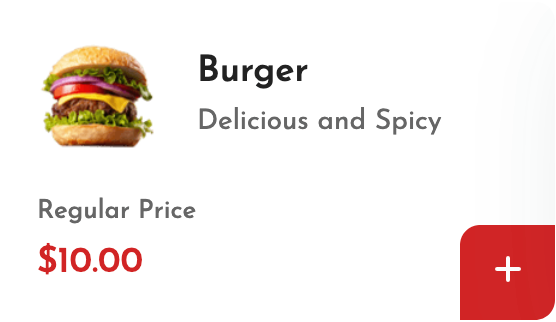 Burger
Delicious and Spicy
Regular Price
$10.00
+